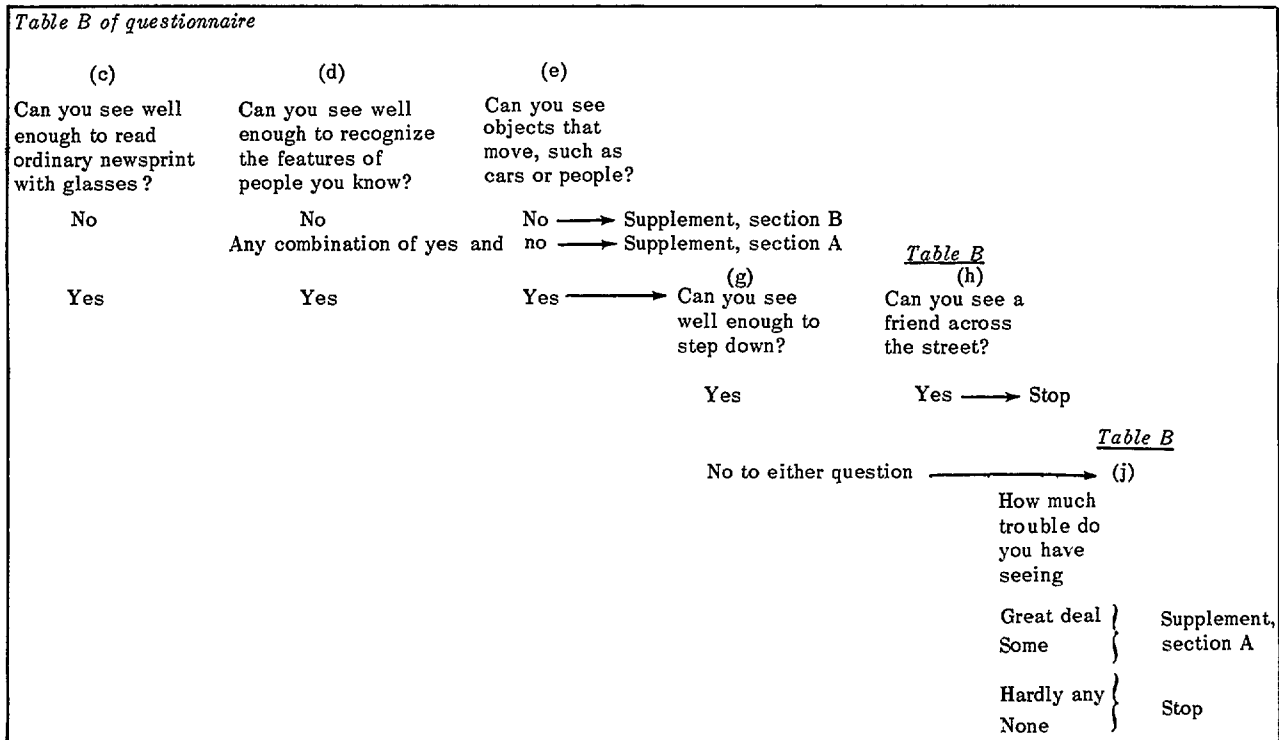 Table B of questionnaire
(c) (d) (e)
Can you see well Can you see well Can you see
enough to read enough to recognize objects that
ordinary newsprint the features of move, such as
with glasses? people you know? cars or people?
No No No → Supplement, section B
Any combination of yes and no → Supplement, section A
Table B
(g) (h)
Yes Yes Yes → Can you see Can you see a
well enough to friend across
step down? the street?
Yes Yes → Stop
Table B
No to either question → (j)
How much
trouble do
you have
seeing
Great deal } Supplement,
Some section A
Hardly any } Stop
None